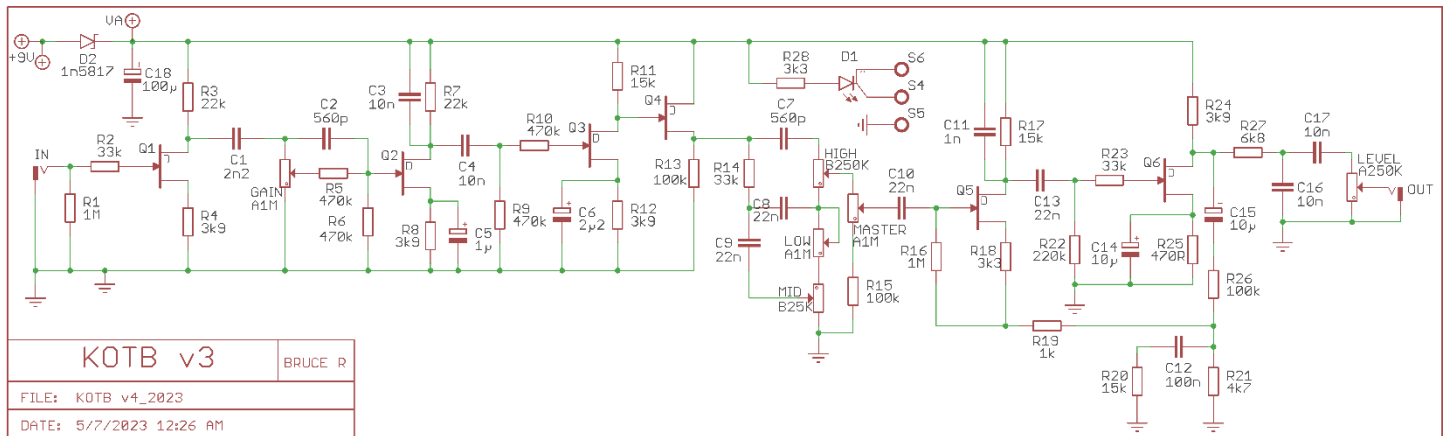 VA
+9V
D2
1n5817
C18
100µ
R3
22k
C2
560p
C3
10n
R7
22k
R11
15k
Q4
R28
3k3
D1
S6
S4
S5
C7
560p
C11
1n
R17
15k
R24
3k9
R27
6k8
C17
10n
IN
R2
33k
Q1
D
C1
2n2
GAIN
A1M
R5
470k
Q2
D
C4
10n
R10
470k
Q3
D
D
R13
100k
R14
33k
HIGH
B250K
C10
22n
Q5
D
C13
22n
R23
33k
Q6
D
C16
10n
LEVEL
A250K
OUT
R1
1M
R4
3k9
R6
470k
R8
3k9
C5
1µ
R9
470k
C6
2µ2
R12
3k9
C9
22n
C8
22n
LOW
A1M
MASTER
A1M
R16
1M
R18
3k3
R22
220k
C14
10µ
R25
470R
C15
10µ
MID
B25K
R15
100k
R26
100k
R19
1k
R20
15k
C12
100n
R21
4k7
KOTB v3
BRUCE R
FILE: KOTB v4_2023
DATE: 5/7/2023 12:26 AM